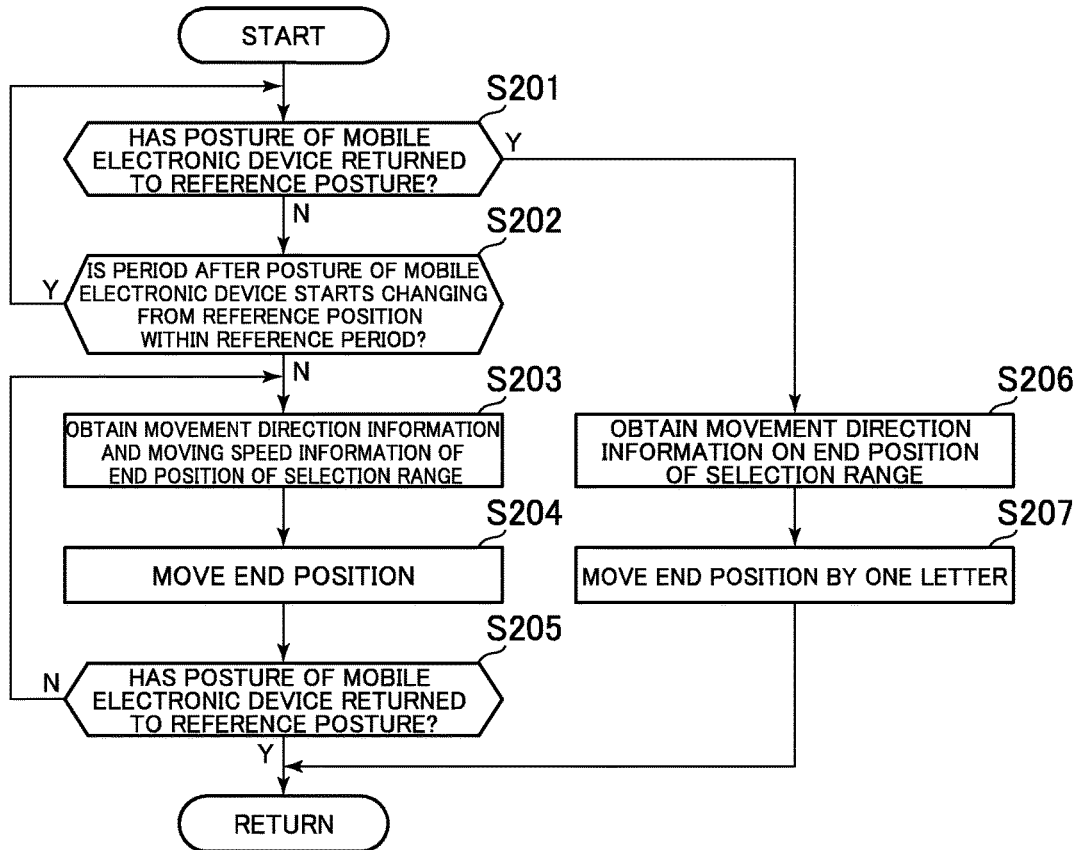 START
S201
HAS POSTURE OF MOBILE
ELECTRONIC DEVICE RETURNED
TO REFERENCE POSTURE?
Y
N
S202
IS PERIOD AFTER POSTURE OF MOBILE
ELECTRONIC DEVICE STARTS CHANGING
FROM REFERENCE POSITION
WITHIN REFERENCE PERIOD?
Y
N
S203
OBTAIN MOVEMENT DIRECTION INFORMATION
AND MOVING SPEED INFORMATION OF
END POSITION OF SELECTION RANGE
S204
MOVE END POSITION
S205
HAS POSTURE OF MOBILE
ELECTRONIC DEVICE RETURNED
TO REFERENCE POSTURE?
N
Y
S206
OBTAIN MOVEMENT DIRECTION
INFORMATION ON END POSITION
OF SELECTION RANGE
S207
MOVE END POSITION BY ONE LETTER
RETURN